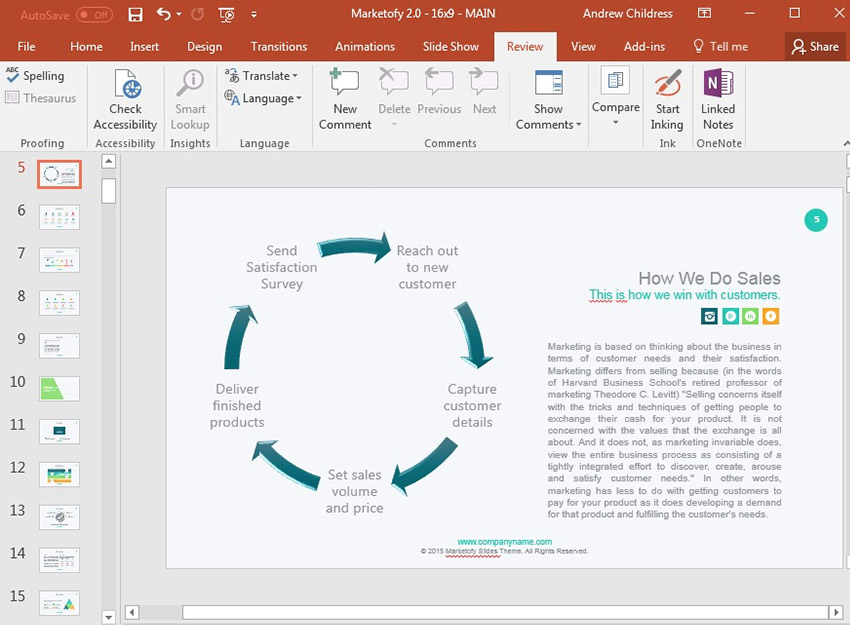 AutoSave Off Marketofy 2.0 - 16x9 - MAIN Andrew Childress
File Home Insert Design Transitions Animations Slide Show Review View Add-ins Tell me Share
ABC
Spelling
Thesaurus
Proofing
Check
Accessibility
Accessibility
Smart
Lookup
Insights
Translate
Language
Language
New
Comment
Delete
Previous
Next
Show
Comments
Comments
Compare
Start
Inking
Ink
Linked
Notes
OneNote
5
6
7
8
9
10
11
12
13
14
15
5
Send
Satisfaction
Survey
Reach out
to new
customer
Capture
customer
details
Set sales
volume
and price
Deliver
finished
products
How We Do Sales
This is how we win with customers.
Marketing is based on thinking about the business in
terms of customer needs and their satisfaction.
Marketing differs from selling because (in the words
of Harvard Business School's retired professor of
marketing Theodore C. Levitt) "Selling concerns itself
with the tricks and techniques of getting people to
exchange their cash for your product. It is not
concerned with the values that the exchange is all
about. And it does not, as marketing invariable does,
view the entire business process as consisting of a
tightly integrated effort to discover, create, arouse
and satisfy customer needs." In other words,
marketing has less to do with getting customers to
pay for your product as it does developing a demand
for that product and fulfilling the customer's needs.
www.companyname.com
© 2015 Marketofy Slides Theme. All Rights Reserved.